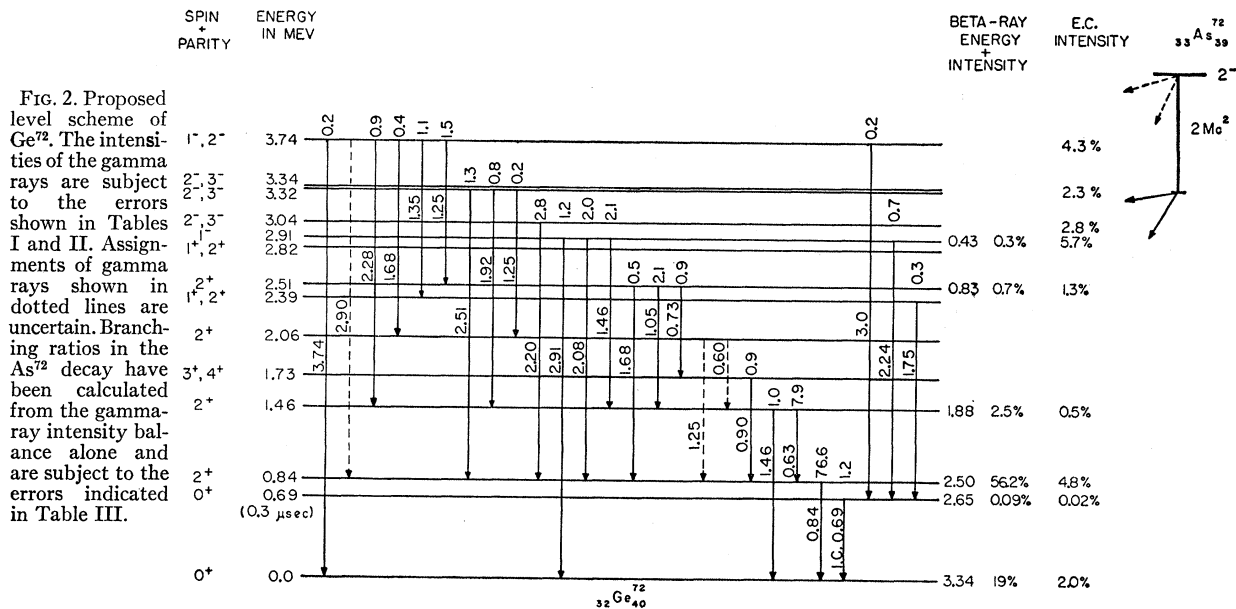 SPIN
+
PARITY
ENERGY
IN MEV
BETA-RAY
ENERGY
+
INTENSITY
E.C.
INTENSITY
33As39 72
2-
2Mc2
FIG. 2. Proposed
level scheme of
Ge72. The intensi-
ties of the gamma
rays are subject
to the errors
shown in Tables
I and II. Assign-
ments of gamma
rays shown in
dotted lines are
uncertain. Branch-
ing ratios in the
As72 decay have
been calculated
from the gamma-
ray intensity bal-
ance alone and
are subject to the
errors indicated
in Table III.
0.2 0.9 0.4 1.1 1.5 0.2
1-, 2- 3.74 4.3%
1.3 0.8 0.2
2-, 3- 3.34
2-, 3- 3.32 2.3%
1.35 1.25 2.8 1.2 2.0 2.1 0.7
2-, 3- 3.04 2.8%
1- 2.91 0.43 0.3% 5.7%
1+, 2+ 2.82
2.28 1.68 1.92 1.25 0.5 2.1 0.9 0.3
2+ 2.51 0.83 0.7% 1.3%
1+, 2+ 2.39
2.90 2.51 1.46 1.05 0.73 3.0
2+ 2.06
3.74 2.20 2.91 2.08 1.68 0.60 0.9 2.24 1.75
3+, 4+ 1.73
1.0 7.9
2+ 1.46 1.88 2.5% 0.5%
1.25 0.90 1.46 0.63 76.6 1.2
2+ 0.84 2.50 56.2% 4.8%
0+ 0.69 2.65 0.09% 0.02%
(0.3 μsec)
0.84 I.C. 0.69
0+ 0.0 3.34 19% 2.0%
32Ge40 72